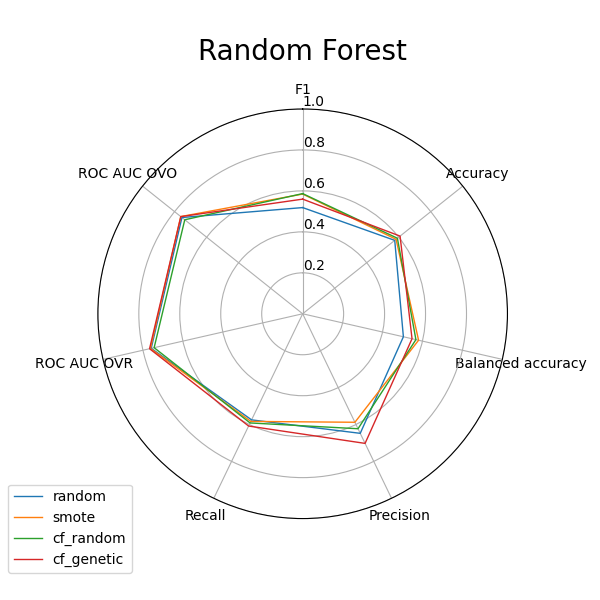 Random Forest
F1
1.0
0.8
0.6
0.4
0.2
ROC AUC OVO
Accuracy
ROC AUC OVR
Balanced accuracy
Recall
Precision
random
smote
cf_random
cf_genetic